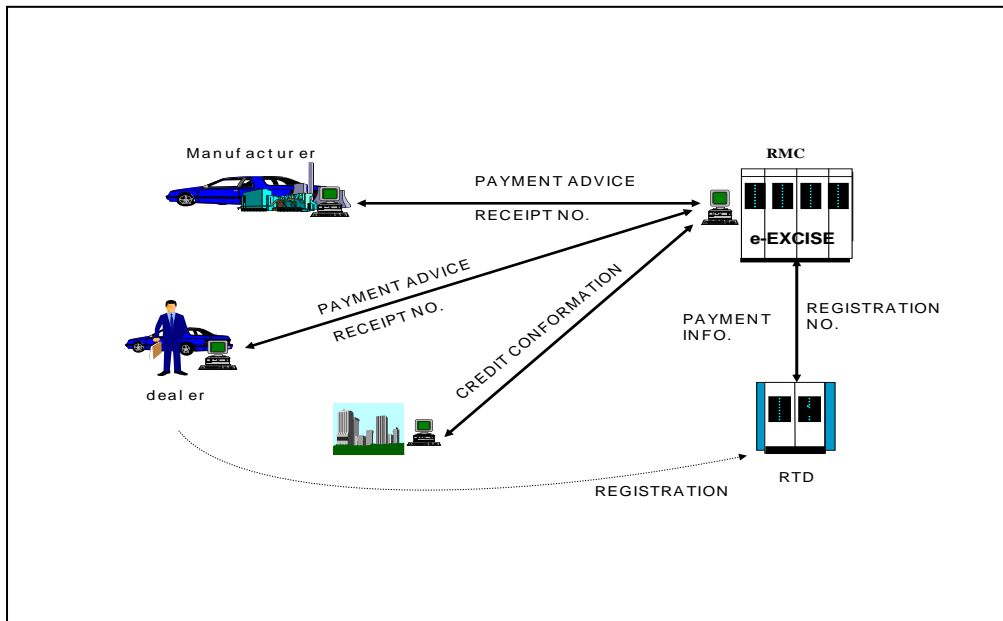 Manufacturer
RMC
PAYMENT ADVICE
RECEIPT NO.
e-EXCISE
PAYMENT ADVICE
RECEIPT NO.
CREDIT CONFORMATION
PAYMENT
INFO.
REGISTRATION
NO.
dealer
REGISTRATION
RTD